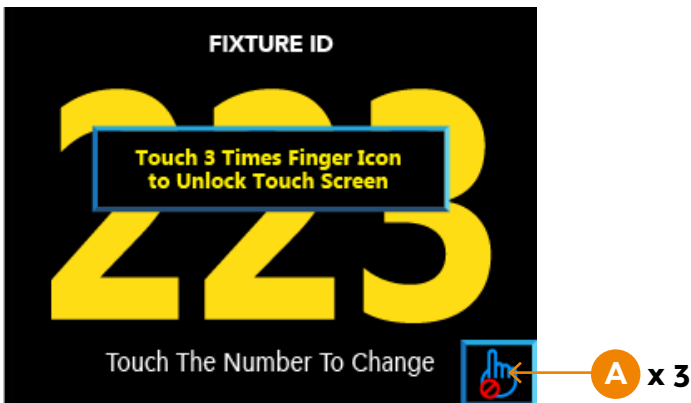 FIXTURE ID
223
Touch 3 Times Finger Icon
to Unlock Touch Screen
Touch The Number To Change
A x 3